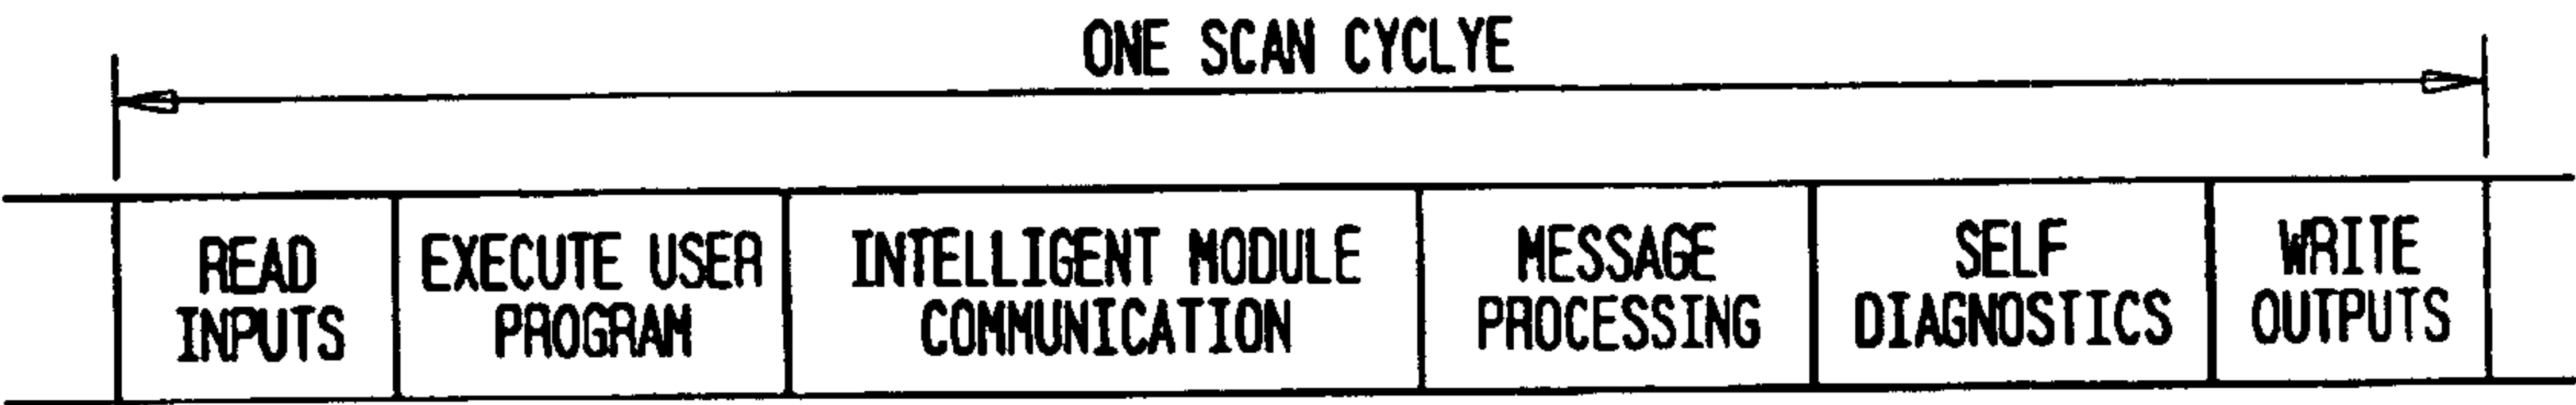 ONE SCAN CYCLYE
READ
INPUTS
EXECUTE USER
PROGRAM
INTELLIGENT MODULE
COMMUNICATION
MESSAGE
PROCESSING
SELF
DIAGNOSTICS
WRITE
OUTPUTS